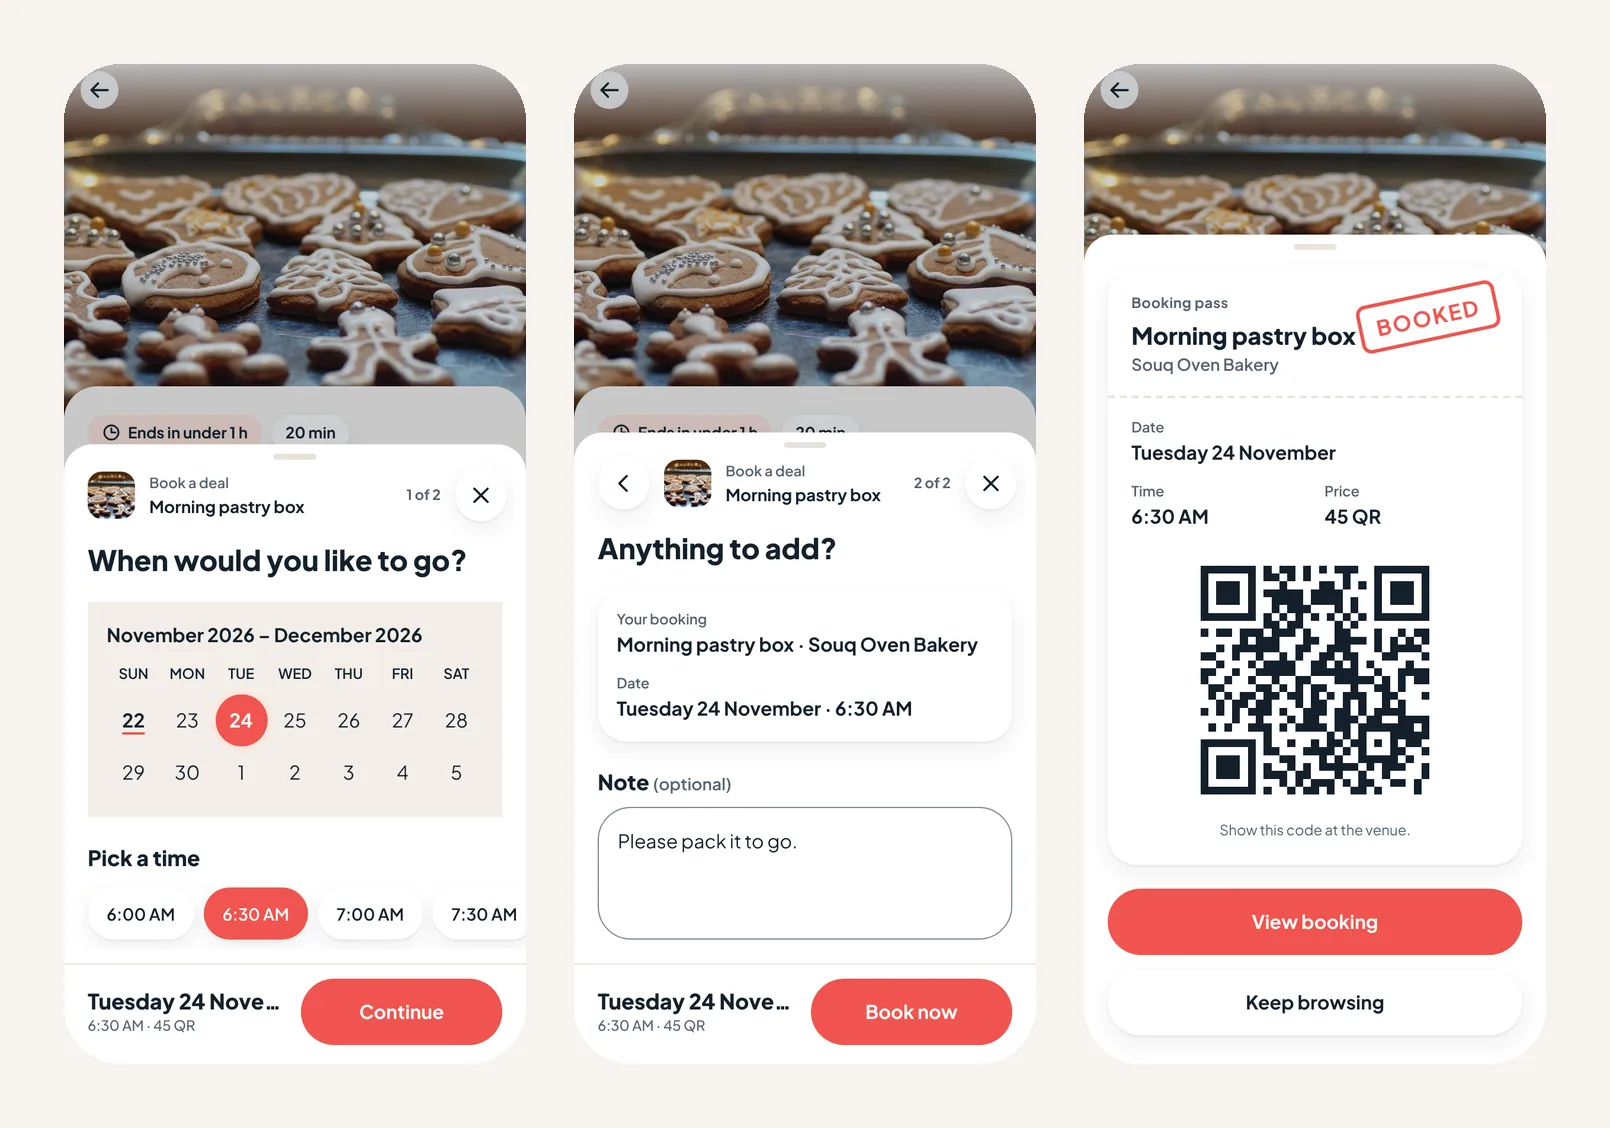 Ends in under 1 h
20 min
Book a deal
Morning pastry box
1 of 2
When would you like to go?
November 2026 – December 2026
SUN MON TUE WED THU FRI SAT
22 23 24 25 26 27 28
29 30 1 2 3 4 5
Pick a time
6:00 AM 6:30 AM 7:00 AM 7:30 AM
Tuesday 24 Nove...
6:30 AM · 45 QR
Continue
Ends in under 1 h
20 min
Book a deal
Morning pastry box
2 of 2
Anything to add?
Your booking
Morning pastry box · Souq Oven Bakery
Date
Tuesday 24 November · 6:30 AM
Note (optional)
Please pack it to go.
Tuesday 24 Nove...
6:30 AM · 45 QR
Book now
Booking pass
Morning pastry box
BOOKED
Souq Oven Bakery
Date
Tuesday 24 November
Time
6:30 AM
Price
45 QR
Show this code at the venue.
View booking
Keep browsing